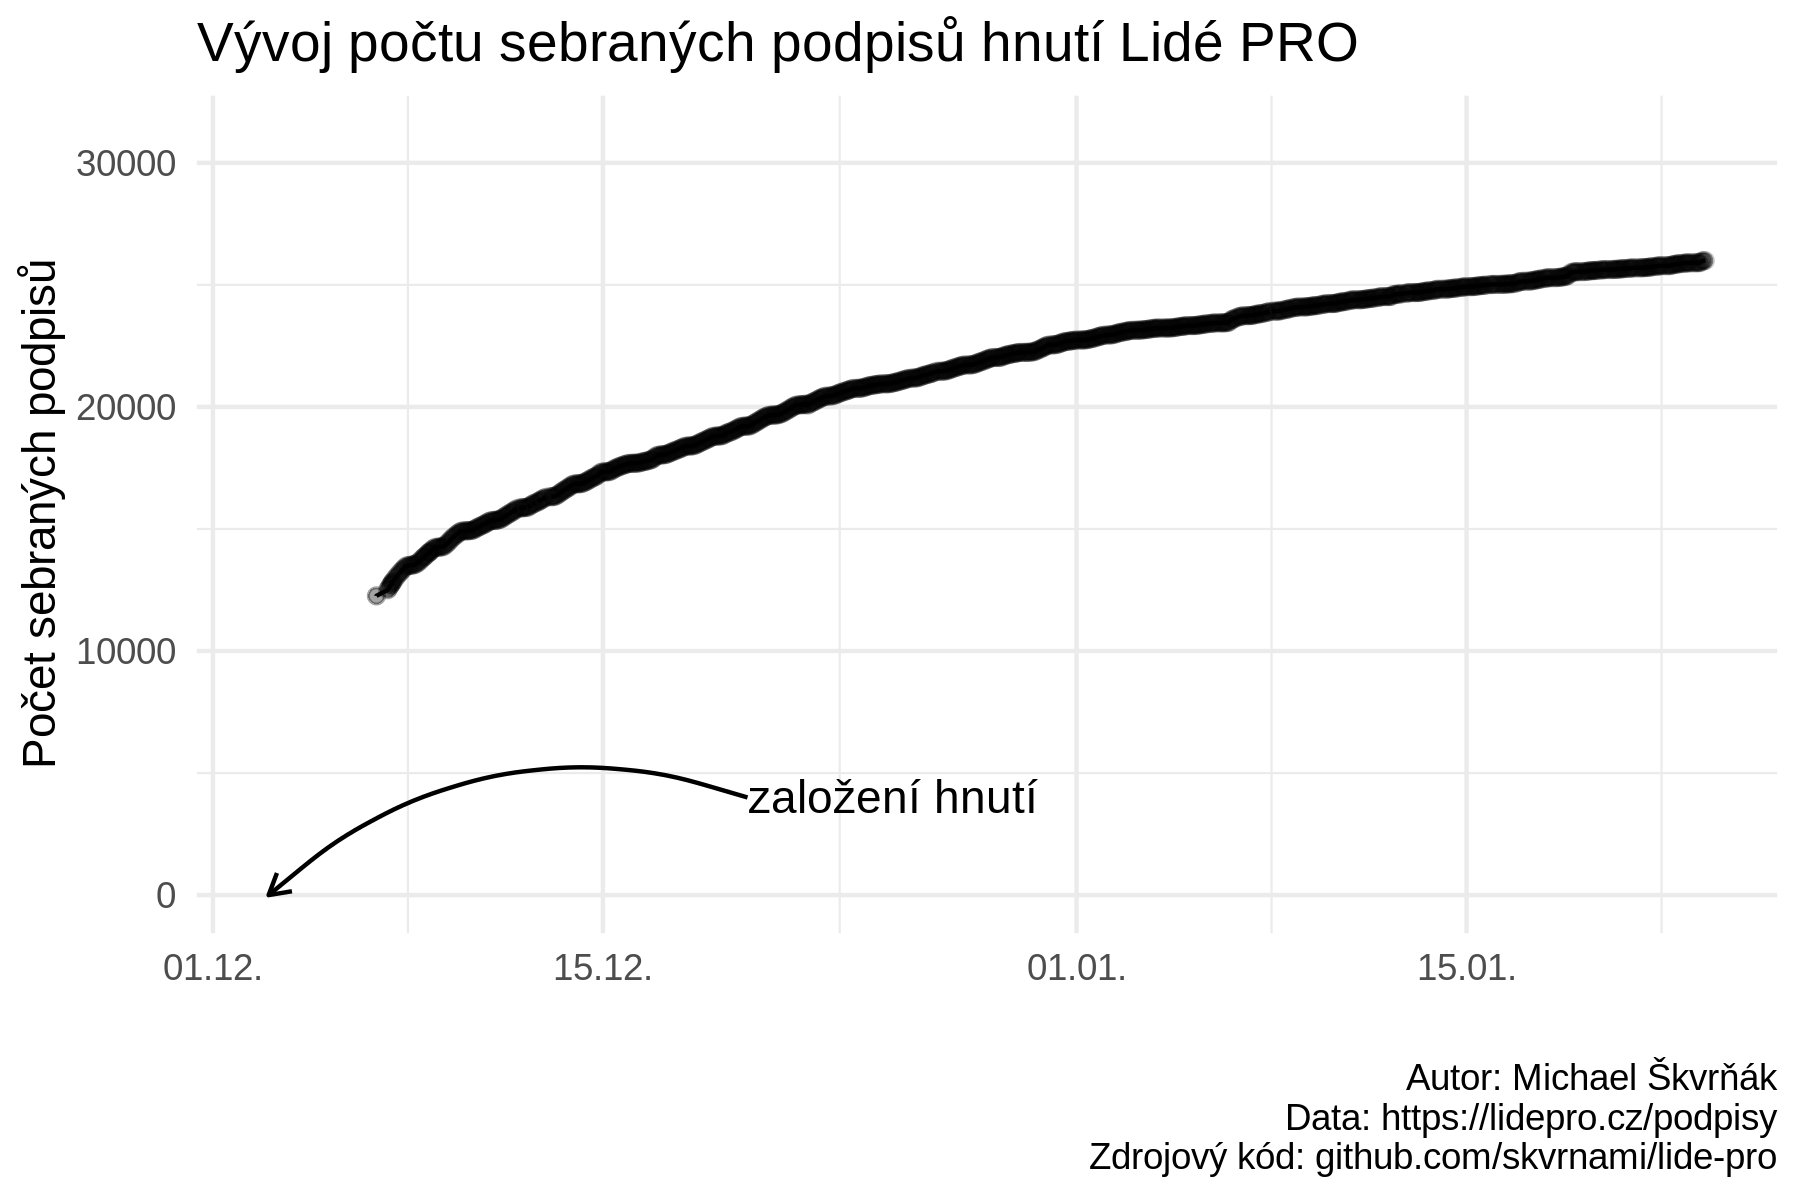 Vývoj počtu sebraných podpisů hnutí Lidé PRO
Počet sebraných podpisů
30000
20000
10000
0
založení hnutí
01.12.
15.12.
01.01.
15.01.
Autor: Michael Škvrňák
Data: https://lidepro.cz/podpisy
Zdrojový kód: github.com/skvrnami/lide-pro